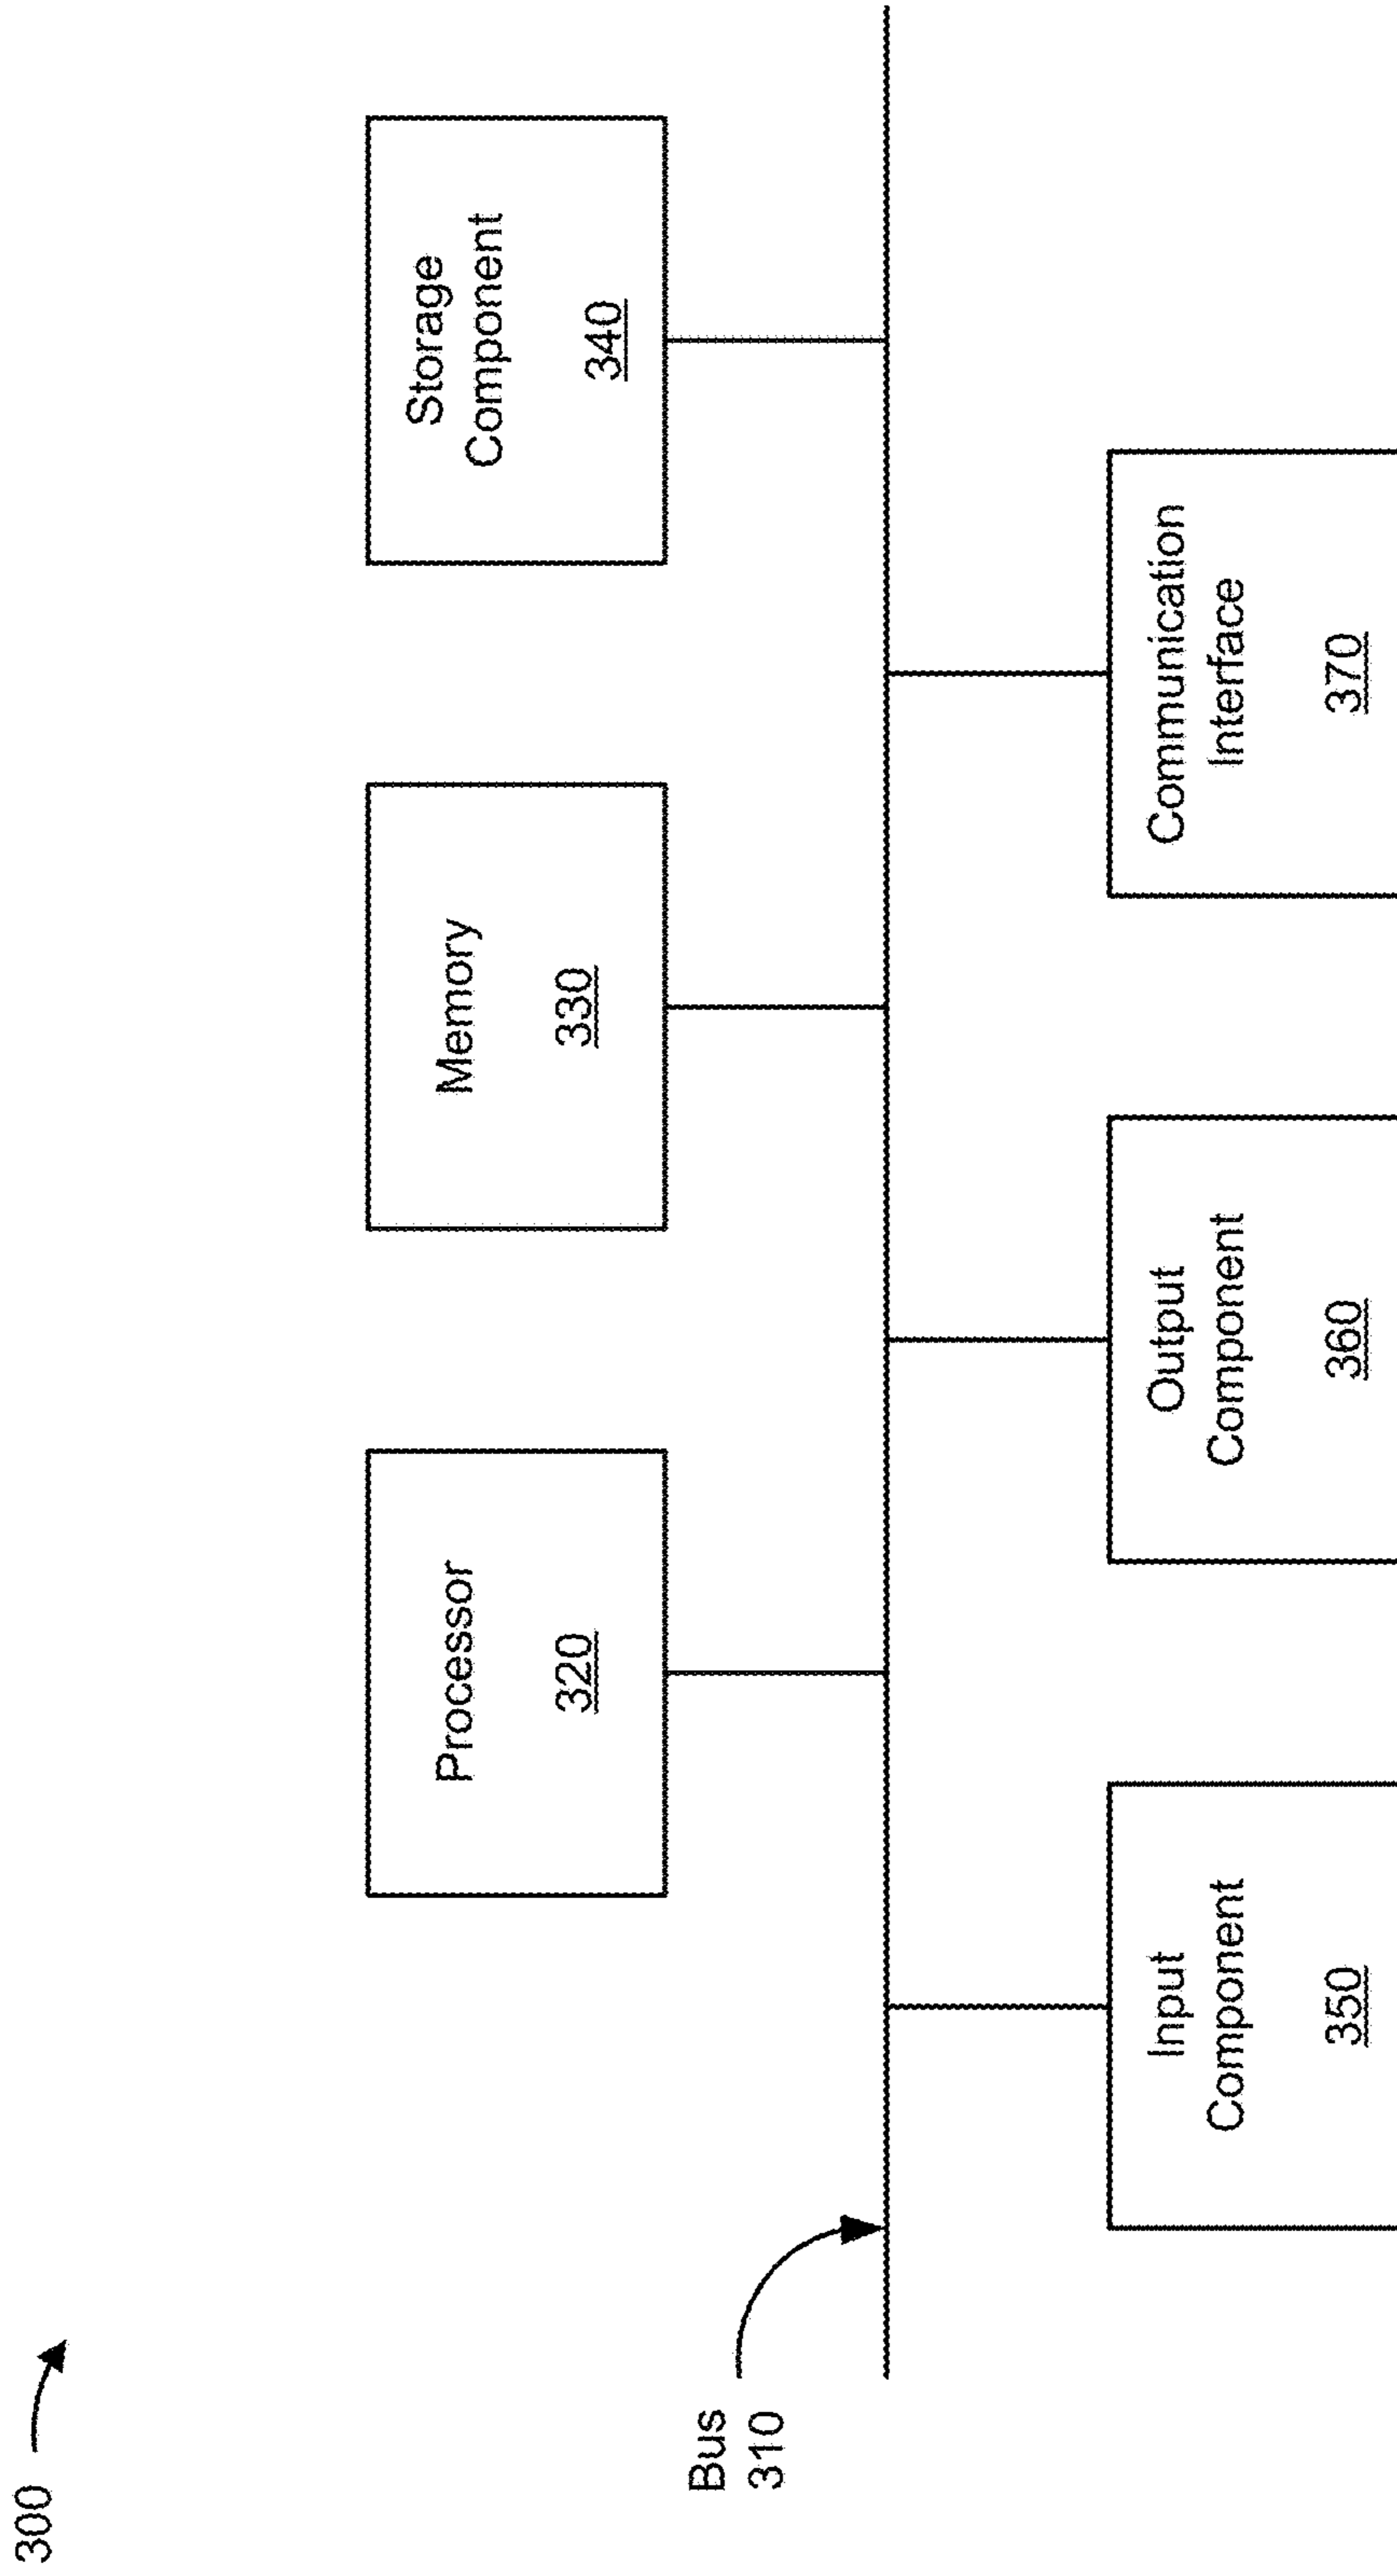 300
Processor
320
Memory
330
Storage
Component
340
Bus
310
Input
Component
350
Output
Component
360
Communication
Interface
370